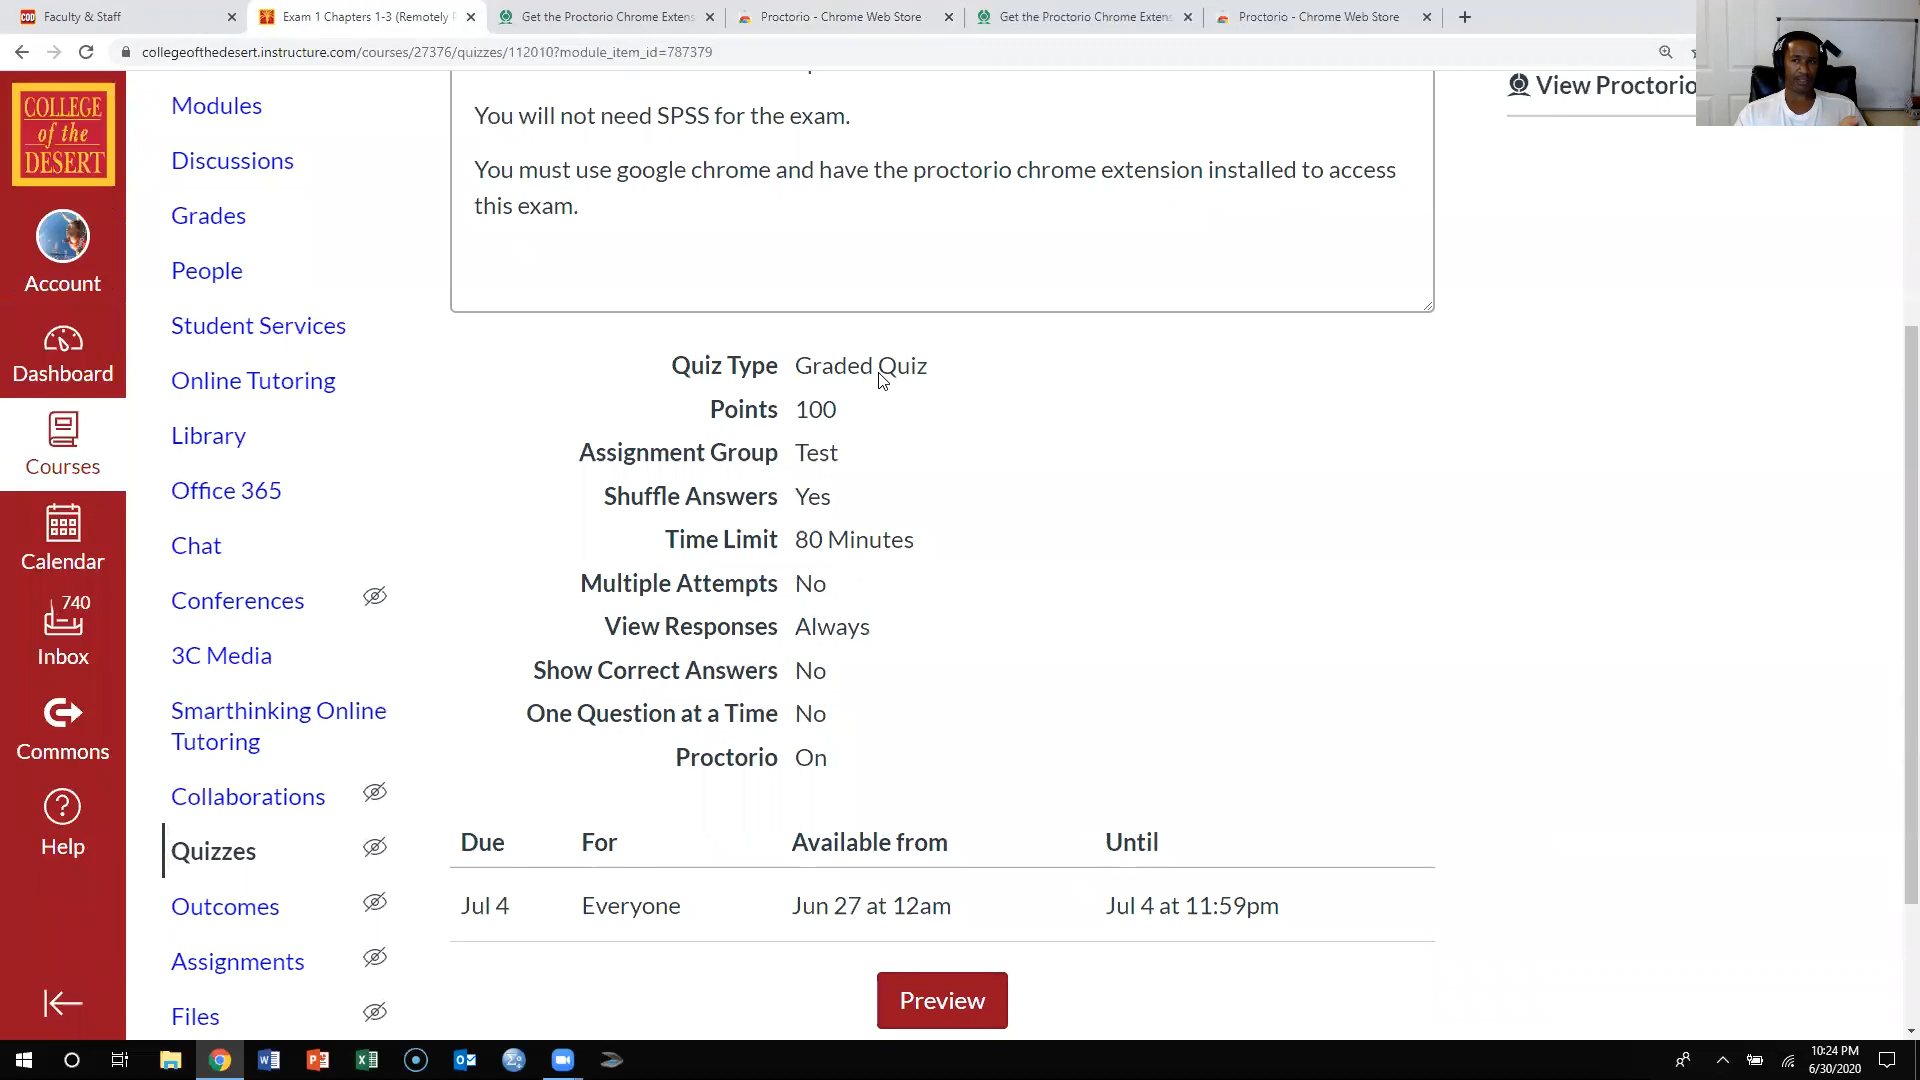 Faculty & Staff
Exam 1 Chapters 1-3 (Remotely P
Get the Proctorio Chrome Extens
Proctorio - Chrome Web Store
Get the Proctorio Chrome Extens
Proctorio - Chrome Web Store
collegeofthedesert.instructure.com/courses/27376/quizzes/112010?module_item_id=787379
COLLEGE
of the
DESERT
Account
Dashboard
Courses
Calendar
740
Inbox
Commons
Help
Modules
Discussions
Grades
People
Student Services
Online Tutoring
Library
Office 365
Chat
Conferences
3C Media
Smarthinking Online
Tutoring
Collaborations
Quizzes
Outcomes
Assignments
Files
You will not need SPSS for the exam.
You must use google chrome and have the proctorio chrome extension installed to access
this exam.
View Proctorio
Quiz Type Graded Quiz
Points 100
Assignment Group Test
Shuffle Answers Yes
Time Limit 80 Minutes
Multiple Attempts No
View Responses Always
Show Correct Answers No
One Question at a Time No
Proctorio On
Due For Available from Until
Jul 4 Everyone Jun 27 at 12am Jul 4 at 11:59pm
Preview
10:24 PM
6/30/2020